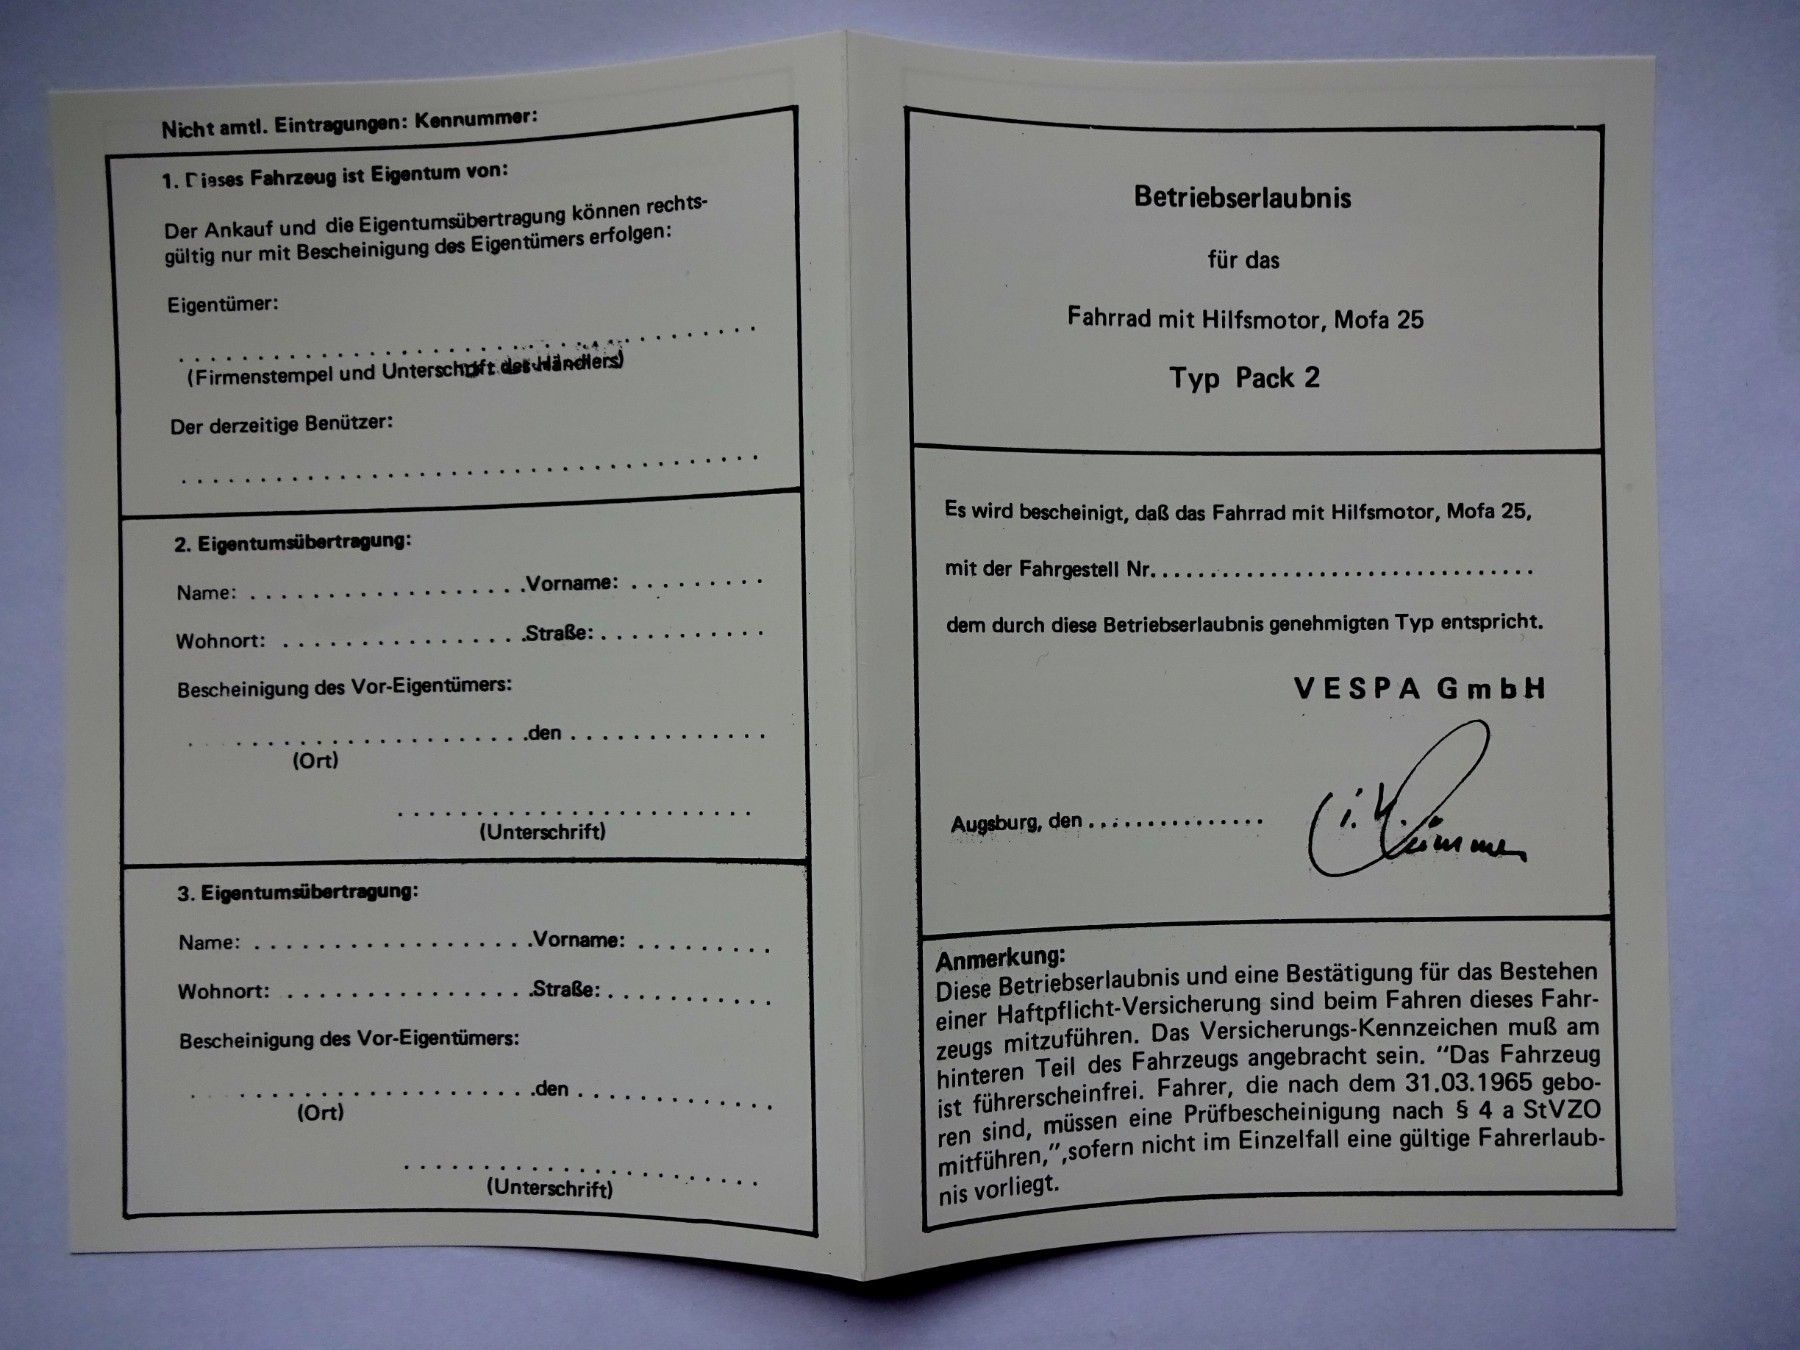 Nicht amtl. Eintragungen: Kennummer:
1. Dieses Fahrzeug ist Eigentum von:
Der Ankauf und die Eigentumsübertragung können rechts-
gültig nur mit Bescheinigung des Eigentümers erfolgen:
Eigentümer:
(Firmenstempel und Unterschrift des Händlers)
Der derzeitige Benützer:
2. Eigentumsübertragung:
Name: . . . . . . . . . . . . . . . . . . .Vorname: . . . . . . . . .
Wohnort: . . . . . . . . . . . . . . . .Straße: . . . . . . . . . . .
Bescheinigung des Vor-Eigentümers:
. . . . . . . . . . . . . . . . . . . . . .den . . . . . . . . . . . . .
(Ort)
(Unterschrift)
3. Eigentumsübertragung:
Name: . . . . . . . . . . . . . . . . . . .Vorname: . . . . . . . . .
Wohnort: . . . . . . . . . . . . . . . .Straße: . . . . . . . . . . .
Bescheinigung des Vor-Eigentümers:
. . . . . . . . . . . . . . . . . . . . . .den . . . . . . . . . . . . .
(Ort)
(Unterschrift)
Betriebserlaubnis
für das
Fahrrad mit Hilfsmotor, Mofa 25
Typ Pack 2
Es wird bescheinigt, daß das Fahrrad mit Hilfsmotor, Mofa 25,
mit der Fahrgestell Nr. . . . . . . . . . . . . . . . . . . . . . . . . . . . . . . .
dem durch diese Betriebserlaubnis genehmigten Typ entspricht.
VESPA GmbH
Augsburg, den . . . . . . . . . . . . . . .
Anmerkung:
Diese Betriebserlaubnis und eine Bestätigung für das Bestehen
einer Haftpflicht-Versicherung sind beim Fahren dieses Fahr-
zeugs mitzuführen. Das Versicherungs-Kennzeichen muß am
hinteren Teil des Fahrzeugs angebracht sein. "Das Fahrzeug
ist führerscheinfrei. Fahrer, die nach dem 31.03.1965 gebo-
ren sind, müssen eine Prüfbescheinigung nach § 4 a StVZO
mitführen,",sofern nicht im Einzelfall eine gültige Fahrerlaub-
nis vorliegt.